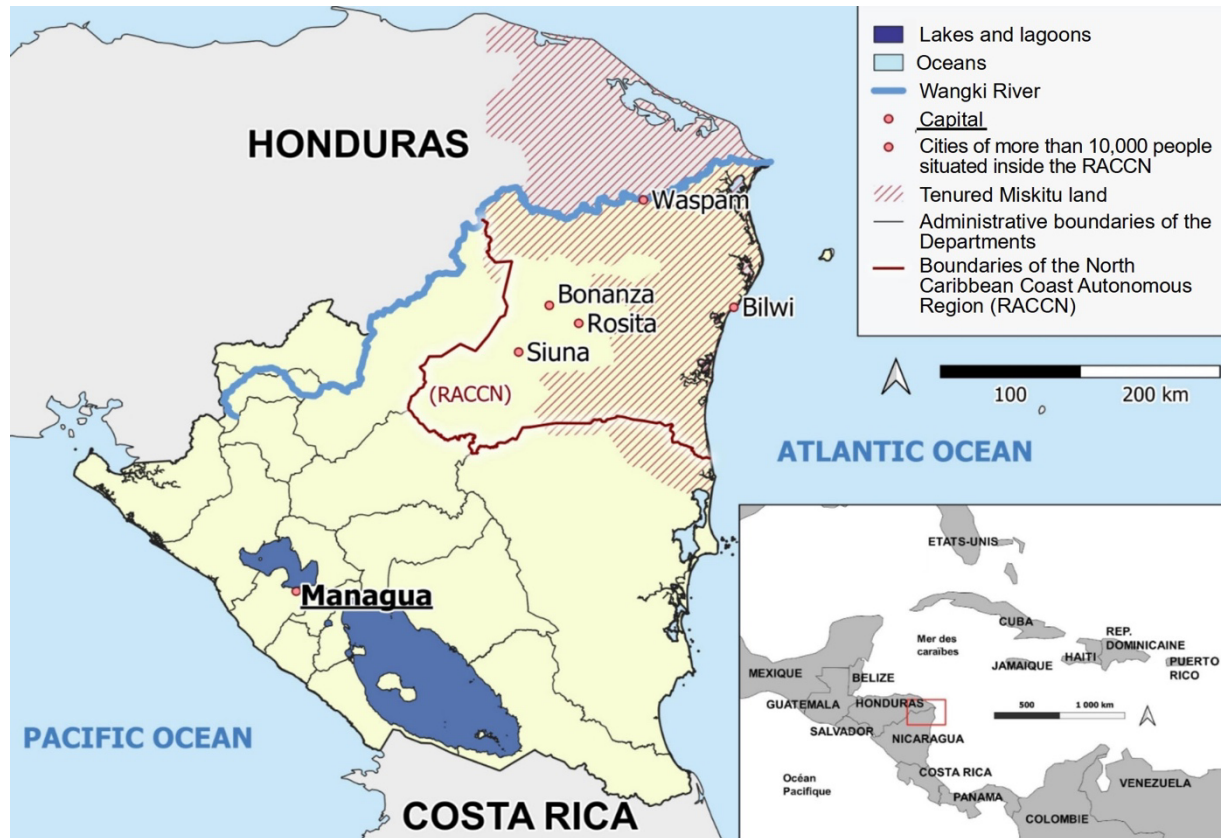 Lakes and lagoons
Oceans
Wangki River
Capital
Cities of more than 10,000 people
situated inside the RACCN
Tenured Miskitu land
Administrative boundaries of the
Departments
Boundaries of the North
Caribbean Coast Autonomous
Region (RACCN)
HONDURAS
Waspam
Bonanza
Bilwi
Rosita
Siuna
(RACCN)
100
200 km
ATLANTIC OCEAN
Managua
PACIFIC OCEAN
COSTA RICA
ETATS-UNIS
CUBA
Mer des
caraïbes
REP.
DOMINICAINE
HAITI
JAMAIQUE
PUERTO
RICO
MEXIQUE
BELIZE
GUATEMALA
HONDURAS
500
1 000 km
SALVADOR
NICARAGUA
COSTA RICA
Océan
Pacifique
PANAMA
VENEZUELA
COLOMBIE